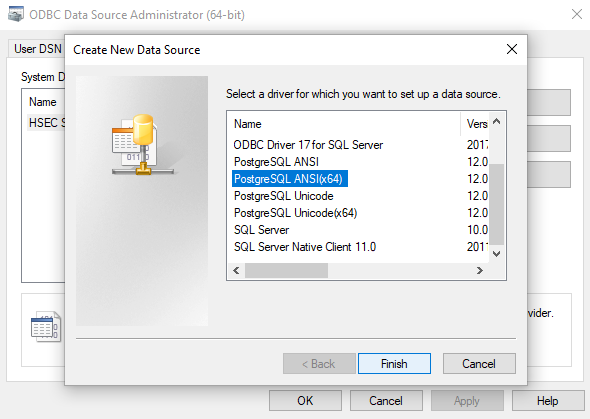 ODBC Data Source Administrator (64-bit)
User DSN
System D
Name
HSEC S
Create New Data Source
Select a driver for which you want to set up a data source.
Name Vers
ODBC Driver 17 for SQL Server 2017
PostgreSQL ANSI 12.0
PostgreSQL ANSI(x64) 12.0
PostgreSQL Unicode 12.0
PostgreSQL Unicode(x64) 12.0
SQL Server 10.0
SQL Server Native Client 11.0 2011
vider.
< Back Finish Cancel
OK Cancel Apply Help